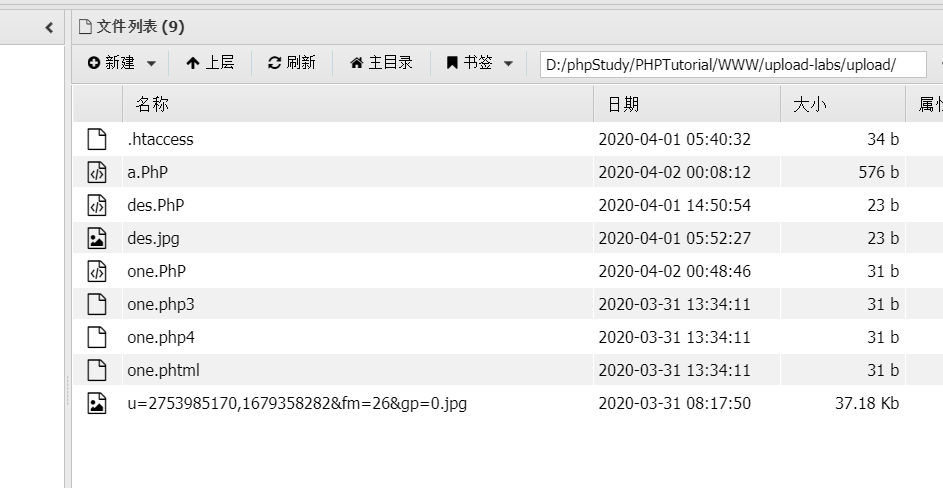 文件列表 (9)
新建 上层 刷新 主目录 书签 D:/phpStudy/PHPTutorial/WWW/upload-labs/upload/
名称 日期 大小 属性
.htaccess 2020-04-01 05:40:32 34 b
a.PhP 2020-04-02 00:08:12 576 b
des.PhP 2020-04-01 14:50:54 23 b
des.jpg 2020-04-01 05:52:27 23 b
one.PhP 2020-04-02 00:48:46 31 b
one.php3 2020-03-31 13:34:11 31 b
one.php4 2020-03-31 13:34:11 31 b
one.phtml 2020-03-31 13:34:11 31 b
u=2753985170,1679358282&fm=26&gp=0.jpg 2020-03-31 08:17:50 37.18 Kb